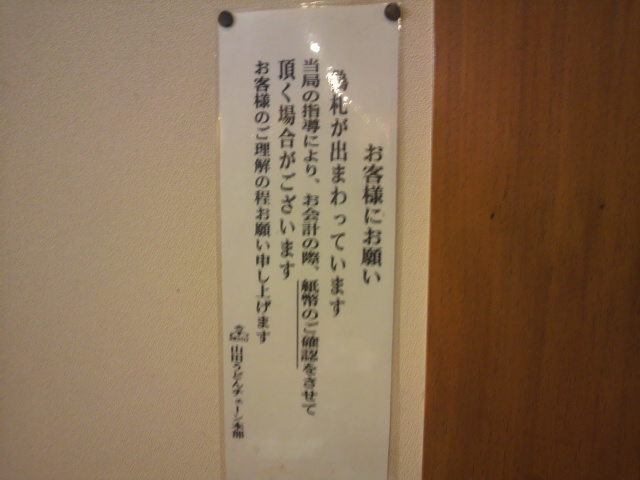 お客様にお願い
偽札が出まわっています
当局の指導により、お会計の際、紙幣のご確認をさせて
頂く場合がございます
お客様のご理解の程お願い申し上げます
山田うどんチェーン本部